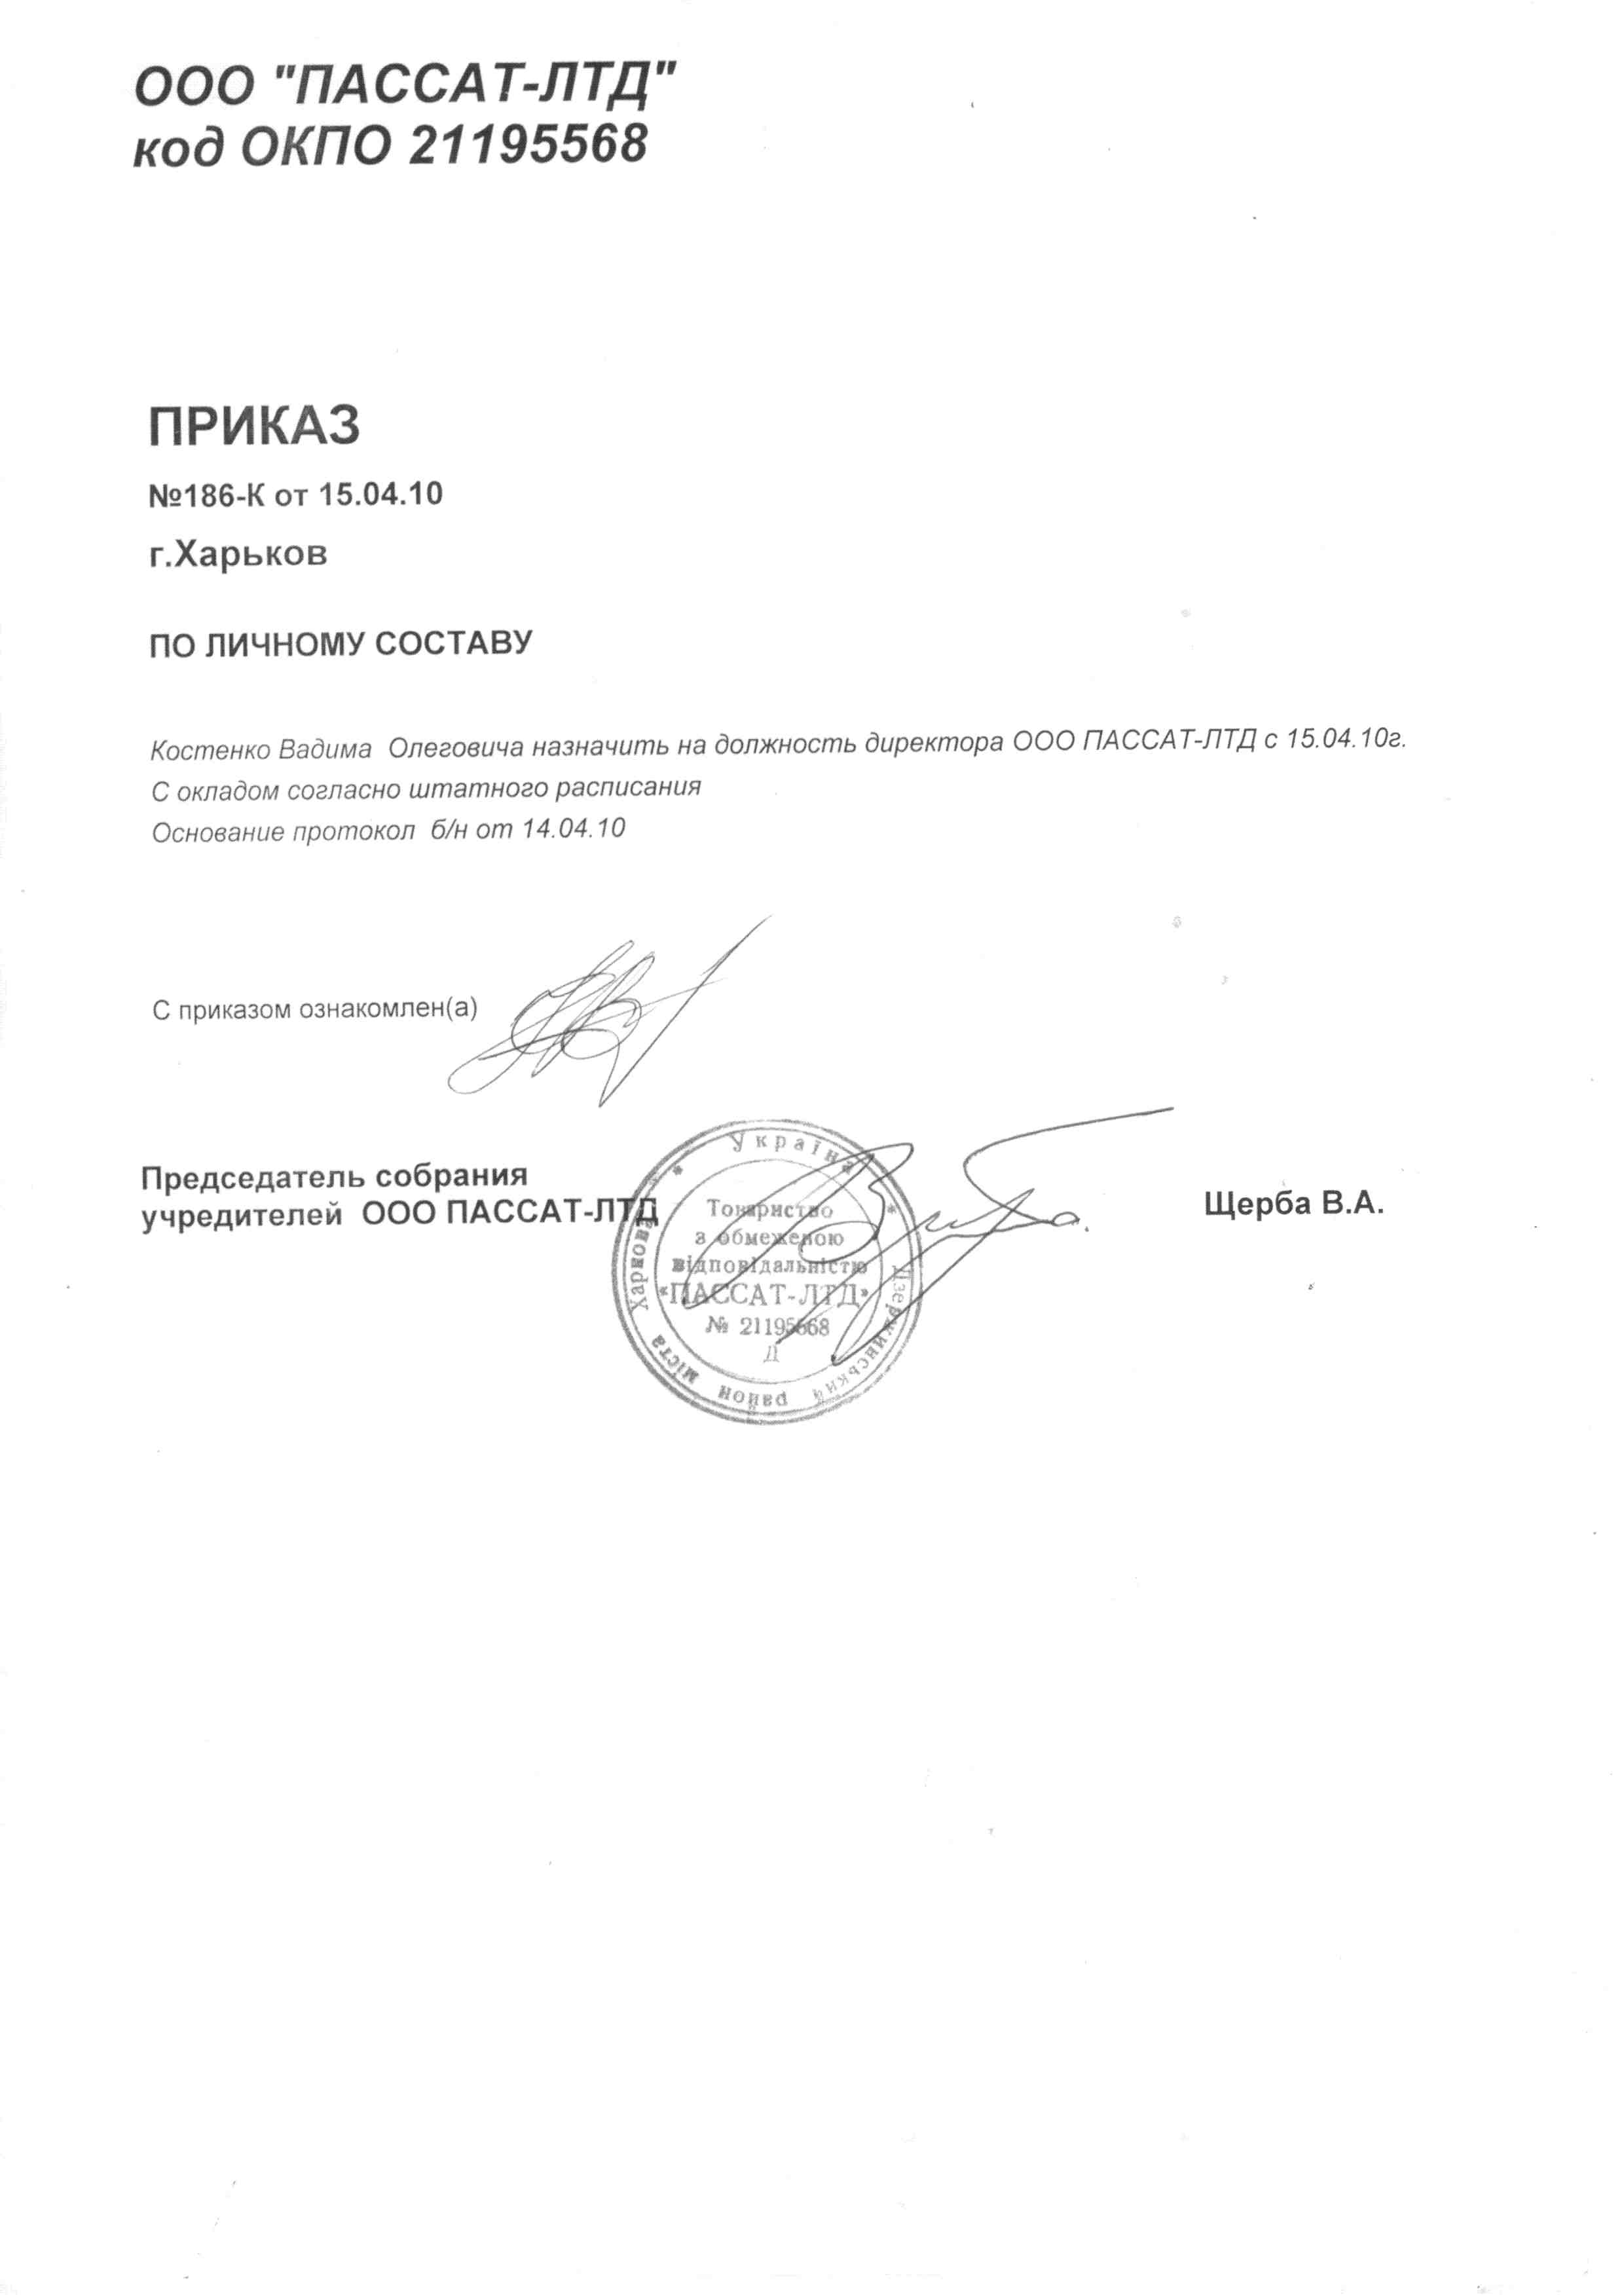 ООО "ПАССАТ-ЛТД"
код ОКПО 21195568
ПРИКАЗ
№186-К от 15.04.10
г.Харьков
ПО ЛИЧНОМУ СОСТАВУ
Костенко Вадима Олеговича назначить на должность директора ООО ПАССАТ-ЛТД с 15.04.10г.
С окладом согласно штатного расписания
Основание протокол б/н от 14.04.10
С приказом ознакомлен(а)
Председатель собрания
учредителей ООО ПАССАТ-ЛТД
Щерба В.А.
Україна * Дзержинський район міста Харкова *
Товариство
з обмеженою
відповідальністю
«ПАССАТ-ЛТД»
№ 21195568
Д